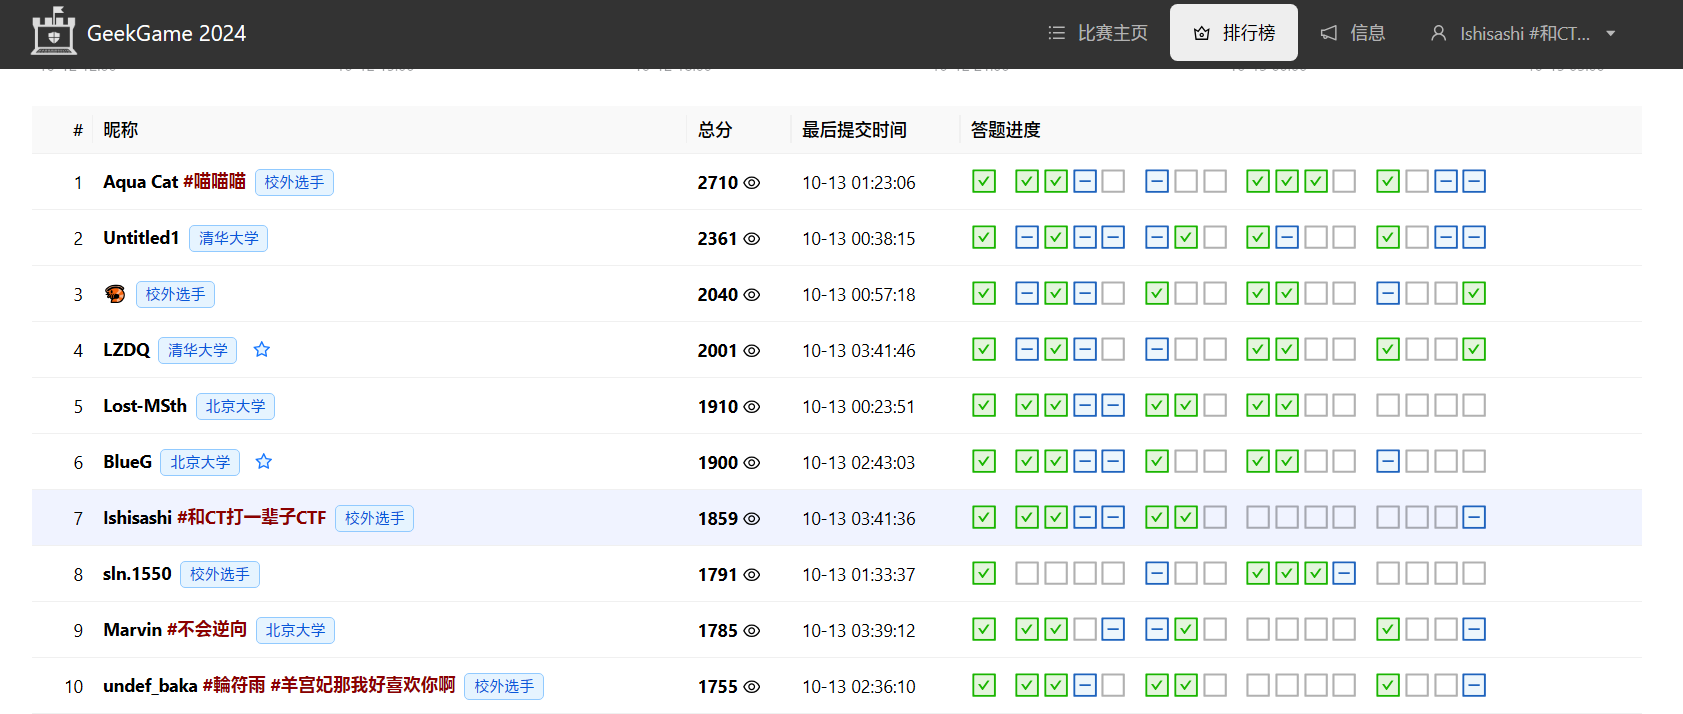 GeekGame 2024 比赛主页 排行榜 信息 Ishisashi #和CT...
# 昵称 总分 最后提交时间 答题进度
1 Aqua Cat #喵喵喵 校外选手 2710 10-13 01:23:06
2 Untitled1 清华大学 2361 10-13 00:38:15
3 校外选手 2040 10-13 00:57:18
4 LZDQ 清华大学 2001 10-13 03:41:46
5 Lost-MSth 北京大学 1910 10-13 00:23:51
6 BlueG 北京大学 1900 10-13 02:43:03
7 Ishisashi #和CT打一辈子CTF 校外选手 1859 10-13 03:41:36
8 sln.1550 校外选手 1791 10-13 01:33:37
9 Marvin #不会逆向 北京大学 1785 10-13 03:39:12
10 undef_baka #輪符雨 #羊宫妃那我好喜欢你啊 校外选手 1755 10-13 02:36:10